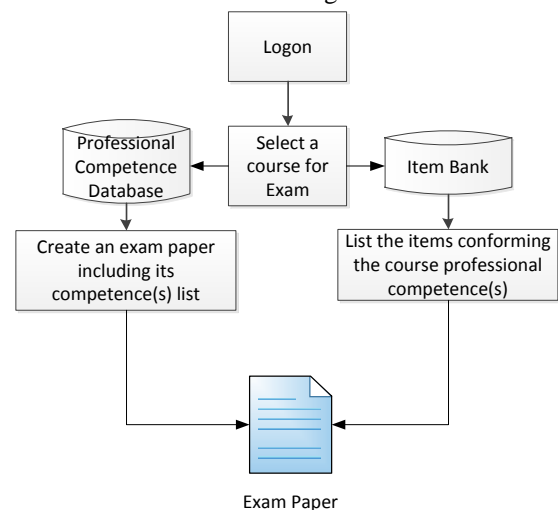 Logon
Professional
Competence
Database
Select a
course for
Exam
Item Bank
Create an exam paper
including its
competence(s) list
List the items conforming
the course professional
competence(s)
Exam Paper